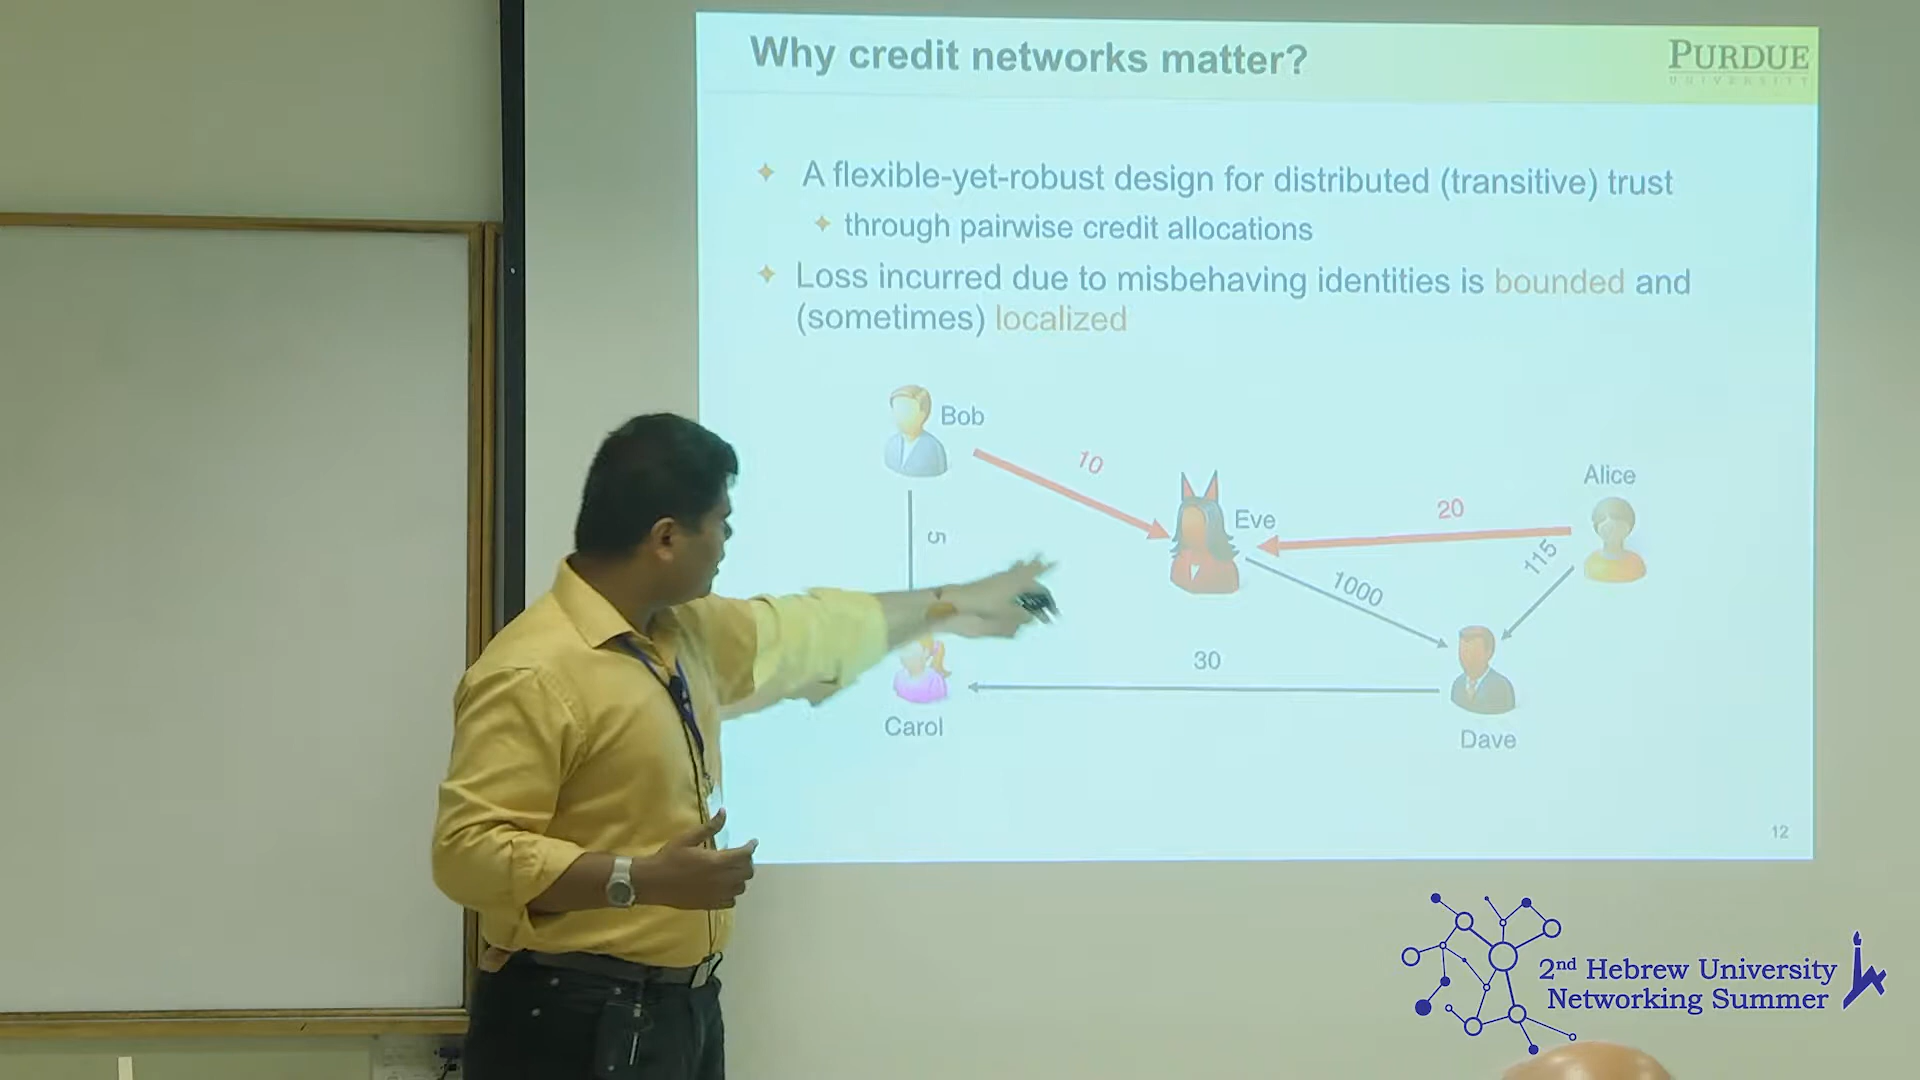 Why credit networks matter?
PURDUE
UNIVERSITY
A flexible-yet-robust design for distributed (transitive) trust
through pairwise credit allocations
Loss incurred due to misbehaving identities is bounded and
(sometimes) localized
Bob
10
Eve
20
Alice
5
1000
115
30
Carol
Dave
12
2nd Hebrew University
Networking Summer